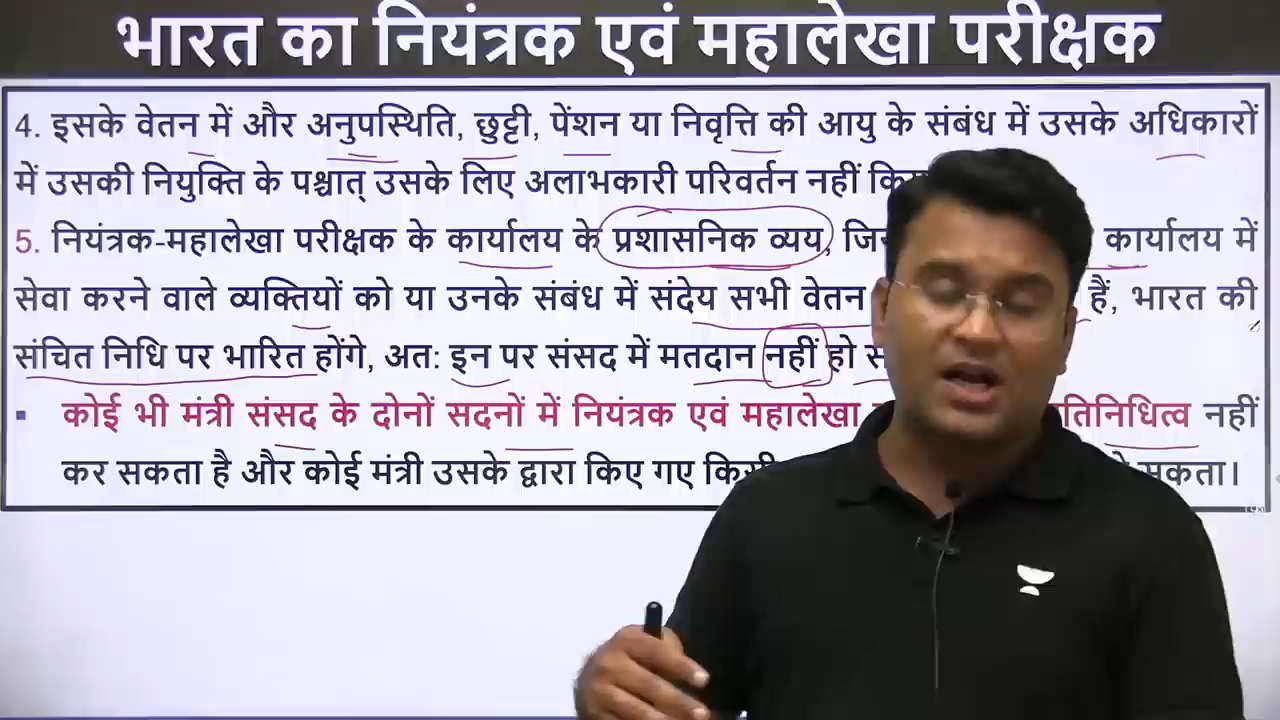 भारत का नियंत्रक एवं महालेखा परीक्षक
4. इसके वेतन में और अनुपस्थिति, छुट्टी, पेंशन या निवृत्ति की आयु के संबंध में उसके अधिकारों
में उसकी नियुक्ति के पश्चात् उसके लिए अलाभकारी परिवर्तन नहीं
5. नियंत्रक-महालेखा परीक्षक के कार्यालय के प्रशासनिक व्यय, कार्यालय में
सेवा करने वाले व्यक्तियों को या उनके संबंध में संदेय सभी वेतन हैं, भारत की
संचित निधि पर भारित होंगे, अत: इन पर संसद में मतदान नहीं हो
▪ कोई भी मंत्री संसद के दोनों सदनों में नियंत्रक एवं महालेखा नहीं
कर सकता है और कोई मंत्री उसके द्वारा किए गए सकता।